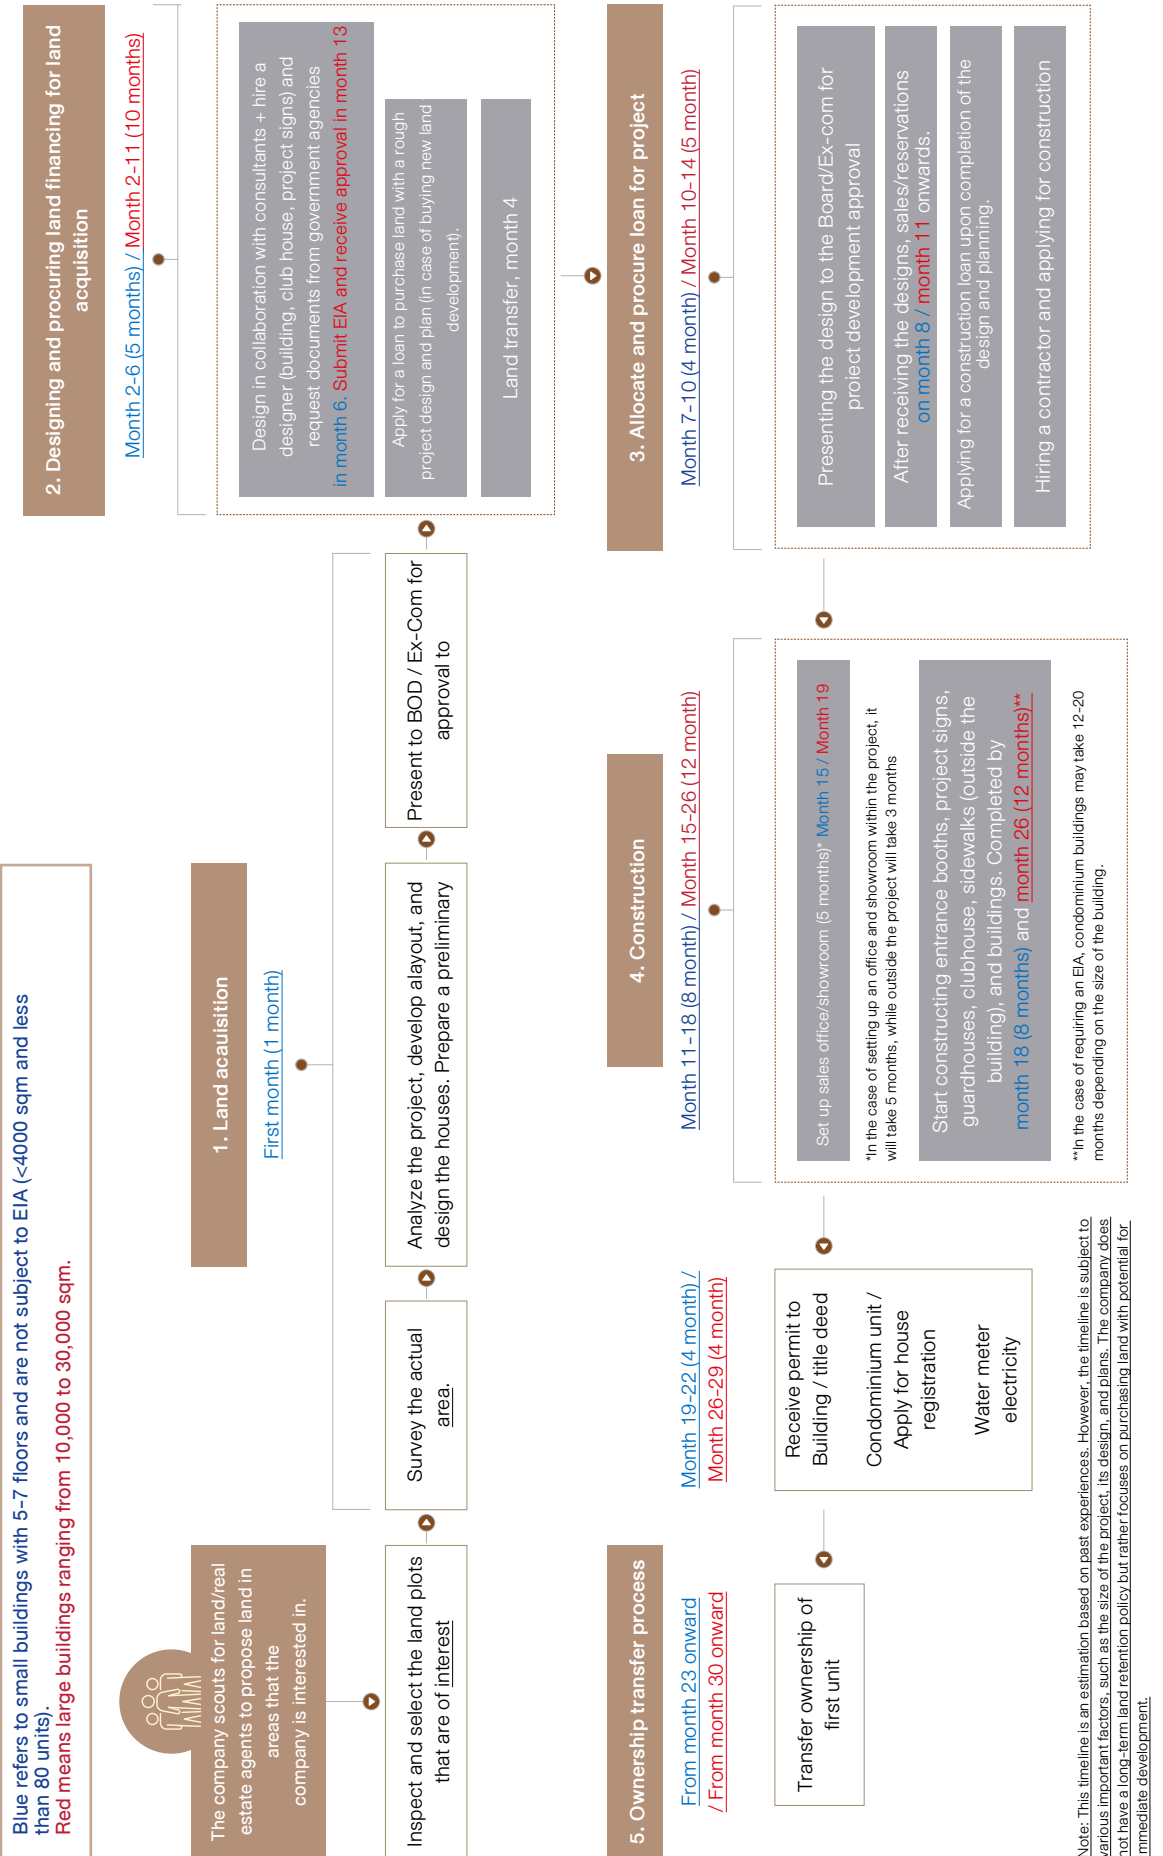 Blue refers to small buildings with 5-7 floors and are not subject to EIA (<4000 sqm and less
than 80 units).
Red means large buildings ranging from 10,000 to 30,000 sqm.
The company scouts for land/real
estate agents to propose land in
areas that the
company is interested in.
Inspect and select the land plots
that are of interest
1. Land acauisition
First month (1 month)
Survey the actual
area.
Analyze the project, develop alayout, and
design the houses. Prepare a preliminary
Present to BOD / Ex-Com for
approval to
2. Designing and procuring land financing for land
acquisition
Month 2-6 (5 months) / Month 2-11 (10 months)
Design in collaboration with consultants + hire a
designer (building, club house, project signs) and
request documents from government agencies
in month 6. Submit EIA and receive approval in month 13
Apply for a loan to purchase land with a rough
project design and plan (in case of buying new land
development).
Land transfer, month 4
3. Allocate and procure loan for project
Month 7-10 (4 month) / Month 10-14 (5 month)
Presenting the design to the Board/Ex-com for
project development approval
After receiving the designs, sales/reservations
on month 8 / month 11 onwards.
Applying for a construction loan upon completion of the
design and planning.
Hiring a contractor and applying for construction
4. Construction
Month 11-18 (8 month) / Month 15-26 (12 month)
Set up sales office/showroom (5 months)* Month 15 / Month 19
*In the case of setting up an office and showroom within the project, it
will take 5 months, while outside the project will take 3 months
Start constructing entrance booths, project signs,
guardhouses, clubhouse, sidewalks (outside the
building), and buildings. Completed by
month 18 (8 months) and month 26 (12 months)**
**In the case of requiring an EIA, condominium buildings may take 12-20
months depending on the size of the building.
Month 19-22 (4 month) /
Month 26-29 (4 month)
Receive permit to
Building / title deed
Condominium unit /
Apply for house
registration
Water meter
electricity
5. Ownership transfer process
From month 23 onward
/ From month 30 onward
Transfer ownership of
first unit
Note: This timeline is an estimation based on past experiences. However, the timeline is subject to
various important factors, such as the size of the project, its design, and plans. The company does
not have a long-term land retention policy but rather focuses on purchasing land with potential for
mmediate development.